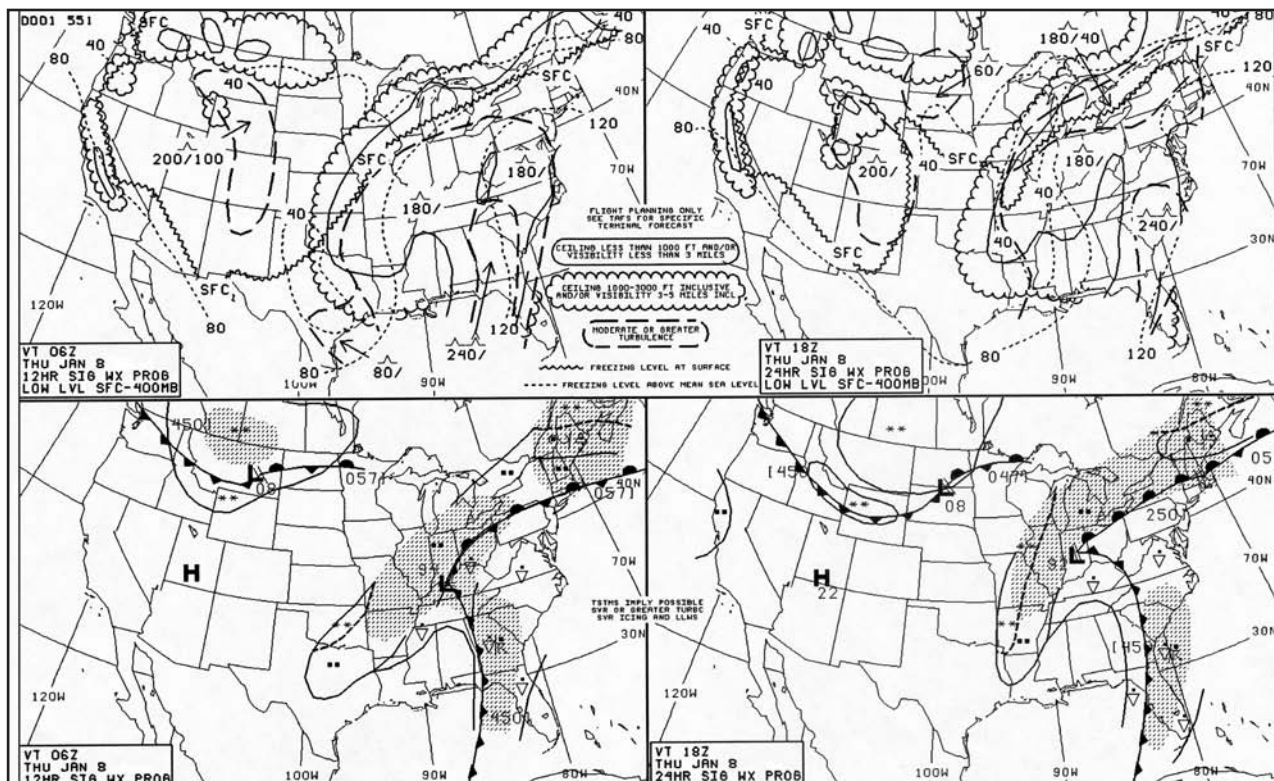 DOD1 551
SFC
40
80
40
200/100
SFC
40
SFC
80
120W
100W
90W
80
80/
240/
120
180/
180/
SFC
120
40
80
40N
70W
30N
FLIGHT PLANNING ONLY
SEE TAFS FOR SPECIFIC
TERMINAL FORECAST
CEILING LESS THAN 1000 FT AND/OR
VISIBILITY LESS THAN 3 MILES
CEILING 1000-3000 FT INCLUSIVE
AND/OR VISIBILITY 3-5 MILES INCL
MODERATE OR GREATER
TURBULENCE
FREEZING LEVEL AT SURFACE
FREEZING LEVEL ABOVE MEAN SEA LEVEL
VT 06Z
THU JAN 8
12HR SIG WX PROG
LOW LVL SFC-400MB
40
SFC
40
80
40
200/
SFC
40
SFC
60/
180/40
40
80
SFC
120
40N
180/
40
40
240/
70W
30N
120W
100W
90W
80
120
VT 18Z
THU JAN 8
24HR SIG WX PROG
LOW LVL SFC-400MB
450]
L
08
057]
H
L
057]
40N
70W
30N
450]
120W
100W
90W
80W
VT 06Z
THU JAN 8
12HR SIG WX PROG
TSTMS IMPLY POSSIBLE
SVR OR GREATER TURBC
SVR ICING AND LLWS
[450
L
08
047]
H
22
L
250]
05
40N
70W
30N
[450
120W
100W
90W
80W
VT 18Z
THU JAN 8
24HR SIG WX PROG